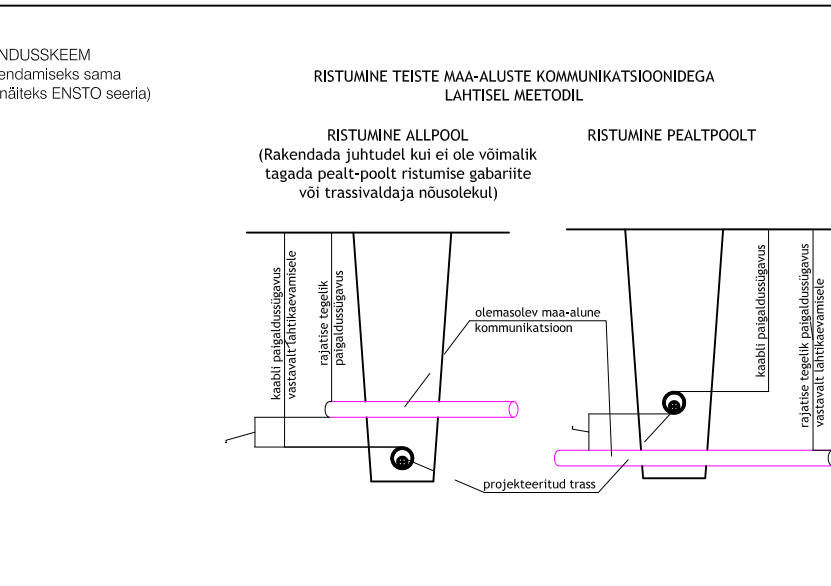 NDUSSKEEM
endamiseks sama
näiteks ENSTO seeria)
RISTUMINE TEISTE MAA-ALUSTE KOMMUNIKATSIOONIDEGA
LAHTISEL MEETODIL
RISTUMINE ALLPOOL
(Rakendada juhtudel kui ei ole võimalik
tagada pealt-poolt ristumise gabariite
või trassivaldaja nõusolekul)
RISTUMINE PEALTPOOLT
kaabli paigaldussügavus
vastavalt lahtikaevamisele
rajatise tegelik
paigaldussügavus
olemasolev maa-alune
kommunikatsioon
kaabli paigaldussügavus
rajatise tegelik paigaldussügavus
vastavalt lahtikaevamisele
projekteeritud trass